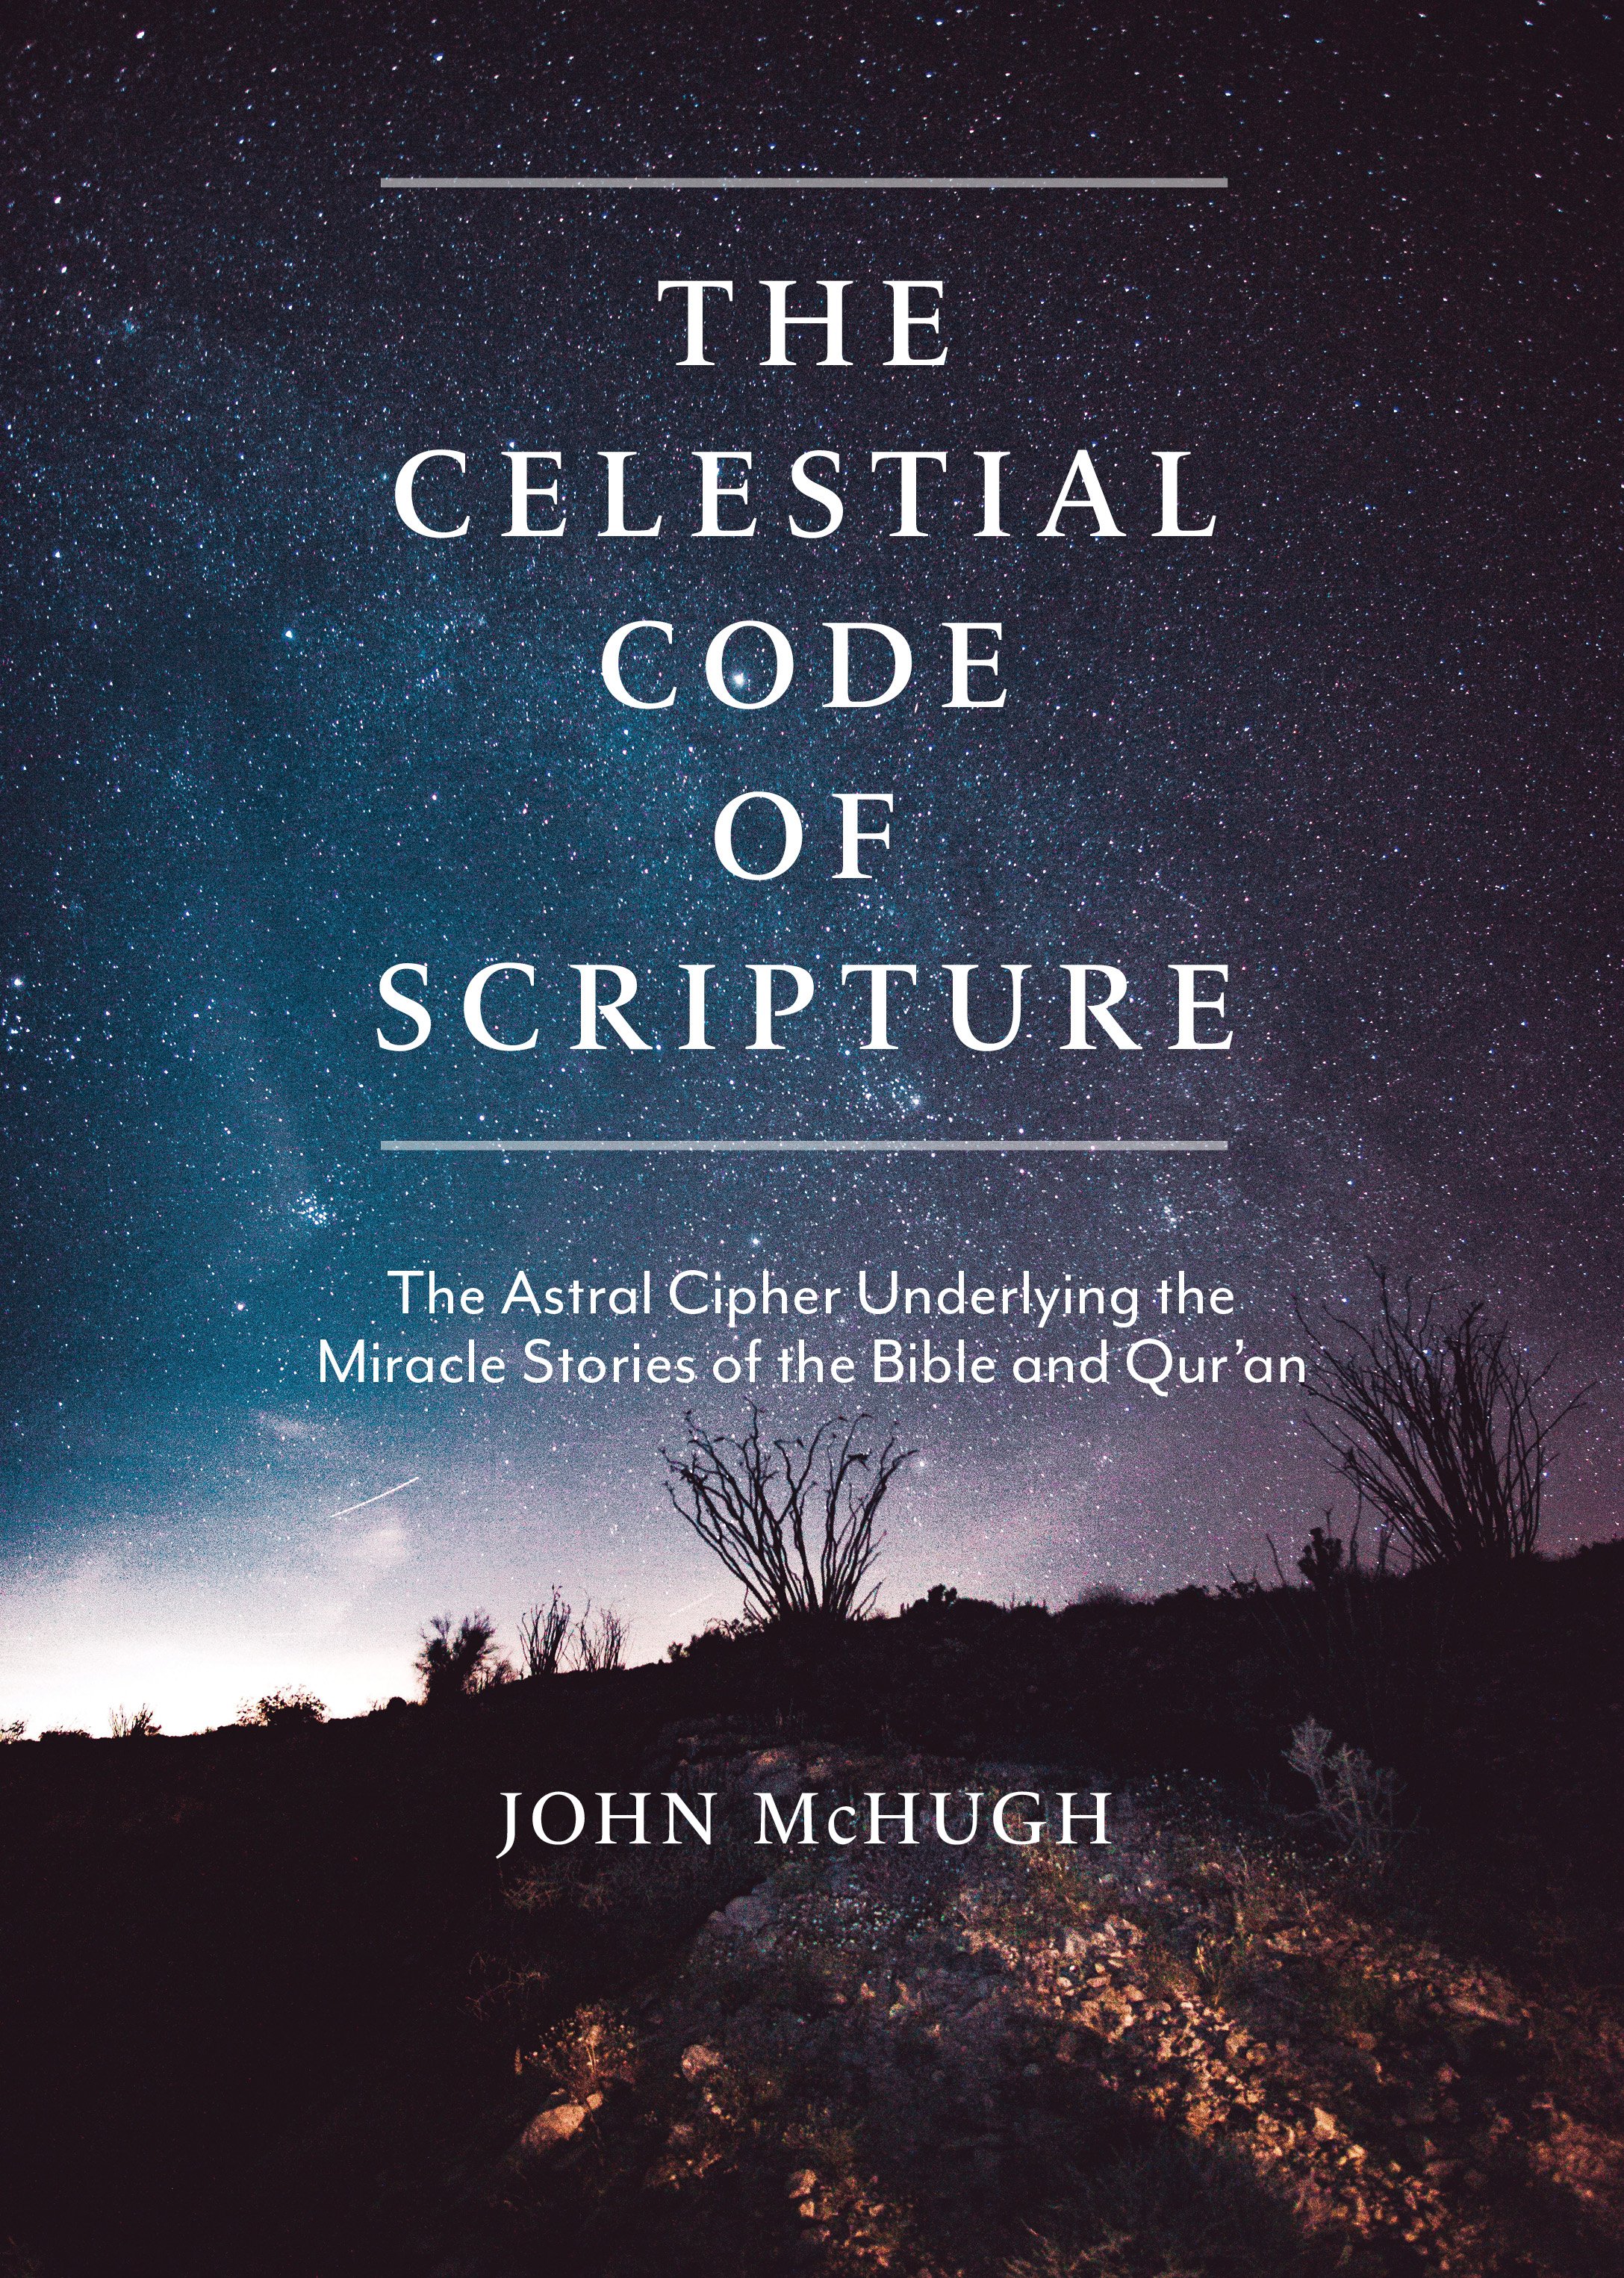 THE
CELESTIAL
CODE
OF
SCRIPTURE
The Astral Cipher Underlying the
Miracle Stories of the Bible and Qur’an
JOHN McHUGH